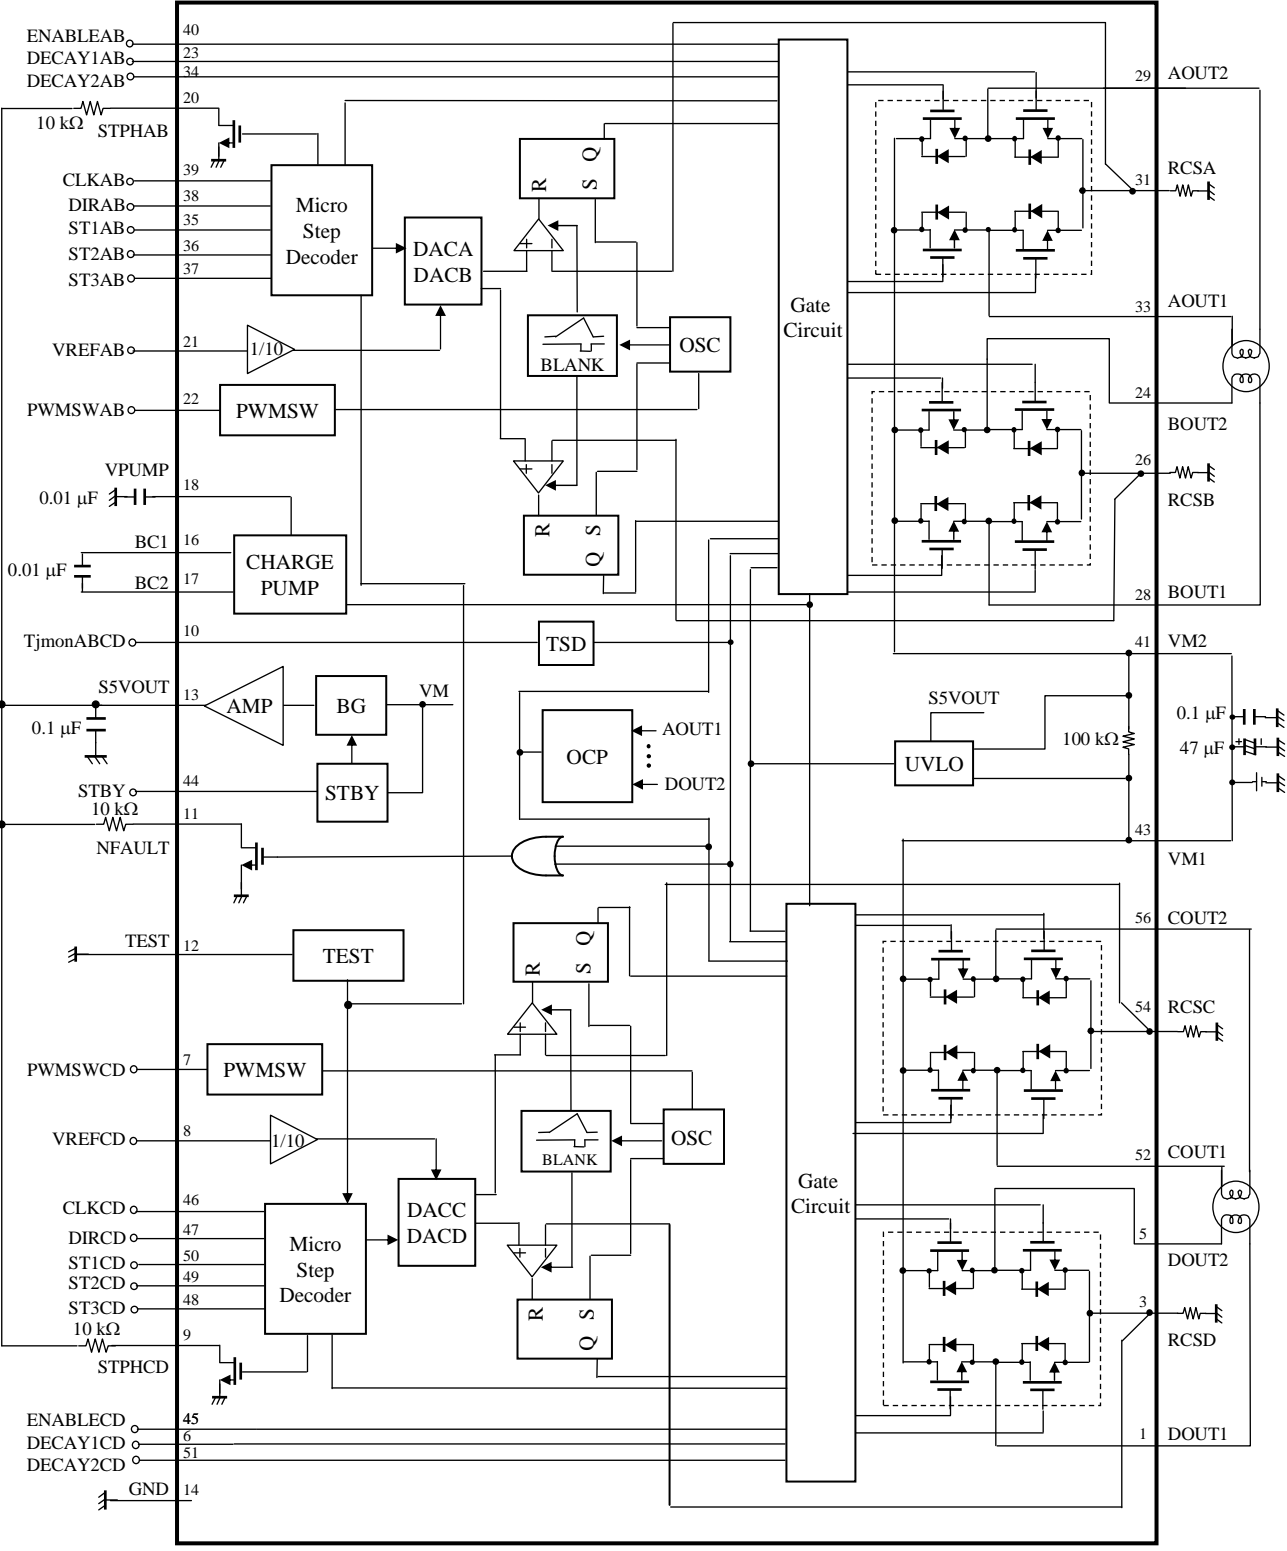 ENABLEAB
40
DECAY1AB
23
DECAY2AB
34
20
10 kΩ
STPHAB
CLKAB
39
DIRAB
38
ST1AB
35
ST2AB
36
ST3AB
37
Micro
Step
Decoder
DACA
DACB
R
S
Q
+
−
BLANK
OSC
VREFAB
21
1/10
PWMSWAB
22
PWMSW
+
−
R
S
Q
Gate
Circuit
29
AOUT2
31
RCSA
33
AOUT1
24
BOUT2
26
RCSB
28
BOUT1
VPUMP
18
0.01 µF
BC1
16
0.01 µF
BC2
17
CHARGE
PUMP
TjmonABCD
10
TSD
S5VOUT
13
0.1 µF
AMP
BG
VM
STBY
44
STBY
10 kΩ
11
NFAULT
OCP
AOUT1
DOUT2
S5VOUT
UVLO
100 kΩ
41
VM2
0.1 µF
47 µF
+
43
VM1
TEST
12
TEST
PWMSWCD
7
PWMSW
VREFCD
8
1/10
CLKCD
46
DIRCD
47
ST1CD
50
ST2CD
49
ST3CD
48
10 kΩ
9
STPHCD
Micro
Step
Decoder
DACC
DACD
R
S
Q
+
−
BLANK
OSC
+
−
R
S
Q
Gate
Circuit
56
COUT2
54
RCSC
52
COUT1
5
DOUT2
3
RCSD
1
DOUT1
ENABLECD
45
DECAY1CD
6
DECAY2CD
51
GND
14